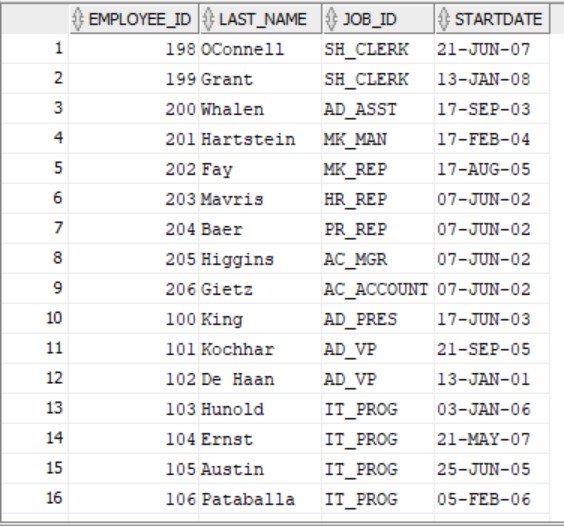 EMPLOYEE_ID LAST_NAME JOB_ID STARTDATE
1 198 OConnell SH_CLERK 21-JUN-07
2 199 Grant SH_CLERK 13-JAN-08
3 200 Whalen AD_ASST 17-SEP-03
4 201 Hartstein MK_MAN 17-FEB-04
5 202 Fay MK_REP 17-AUG-05
6 203 Mavris HR_REP 07-JUN-02
7 204 Baer PR_REP 07-JUN-02
8 205 Higgins AC_MGR 07-JUN-02
9 206 Gietz AC_ACCOUNT 07-JUN-02
10 100 King AD_PRES 17-JUN-03
11 101 Kochhar AD_VP 21-SEP-05
12 102 De Haan AD_VP 13-JAN-01
13 103 Hunold IT_PROG 03-JAN-06
14 104 Ernst IT_PROG 21-MAY-07
15 105 Austin IT_PROG 25-JUN-05
16 106 Pataballa IT_PROG 05-FEB-06